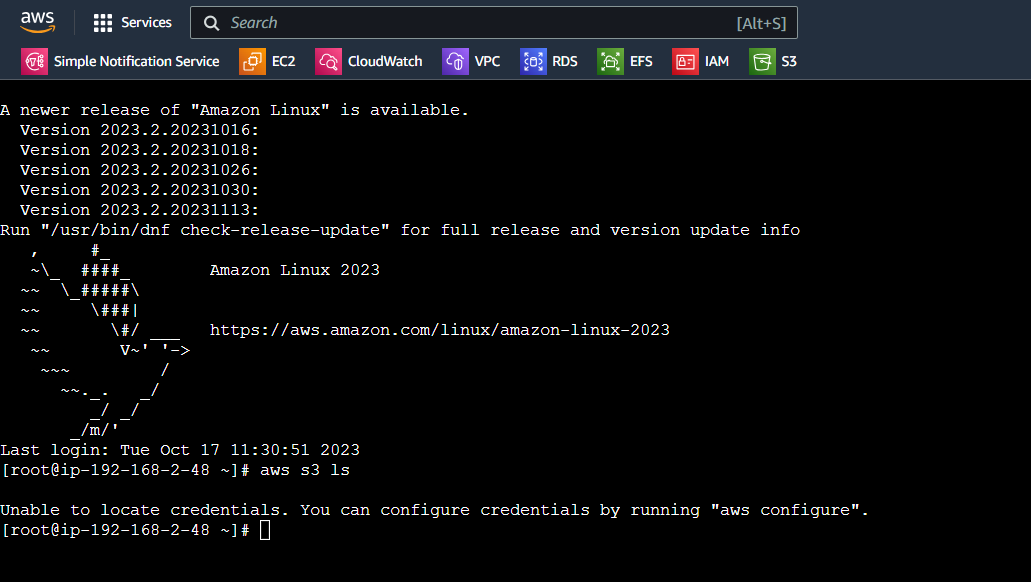 aws Services Search [Alt+S]
Simple Notification Service EC2 CloudWatch VPC RDS EFS IAM S3
A newer release of "Amazon Linux" is available.
  Version 2023.2.20231016:
  Version 2023.2.20231018:
  Version 2023.2.20231026:
  Version 2023.2.20231030:
  Version 2023.2.20231113:
Run "/usr/bin/dnf check-release-update" for full release and version update info
   ,     #_
   ~\_  ####_        Amazon Linux 2023
  ~~  \_#####\
  ~~     \###|
  ~~       \#/ ___   https://aws.amazon.com/linux/amazon-linux-2023
   ~~       V~' '->
    ~~~         /
      ~~._.   _/
         _/ _/
       _/m/'
Last login: Tue Oct 17 11:30:51 2023
[root@ip-192-168-2-48 ~]# aws s3 ls
Unable to locate credentials. You can configure credentials by running "aws configure".
[root@ip-192-168-2-48 ~]#